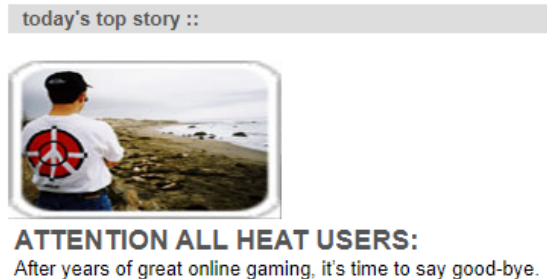 today's top story ::
ATTENTION ALL HEAT USERS:
After years of great online gaming, it's time to say good-bye.